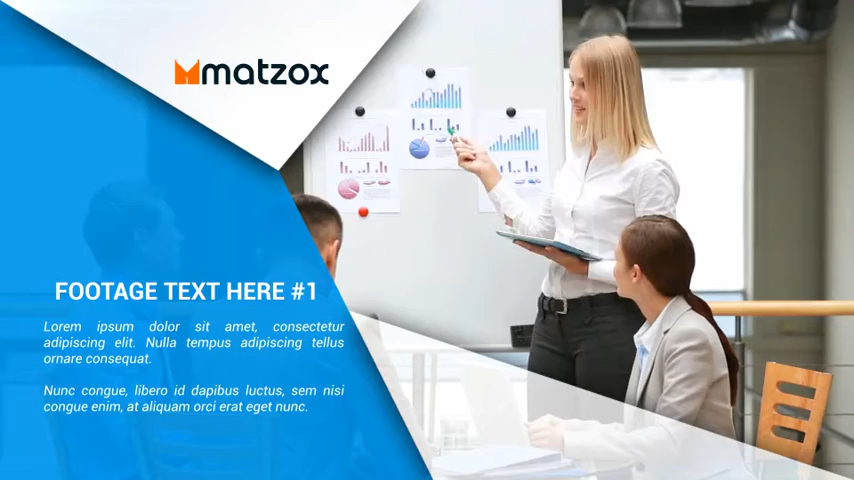 matzox
FOOTAGE TEXT HERE #1
Lorem ipsum dolor sit amet, consectetur
adipiscing elit. Nulla tempus adipiscing tellus
ornare consequat.
Nunc congue, libero id dapibus luctus, sem nisi
congue enim, at aliquam orci erat eget nunc.